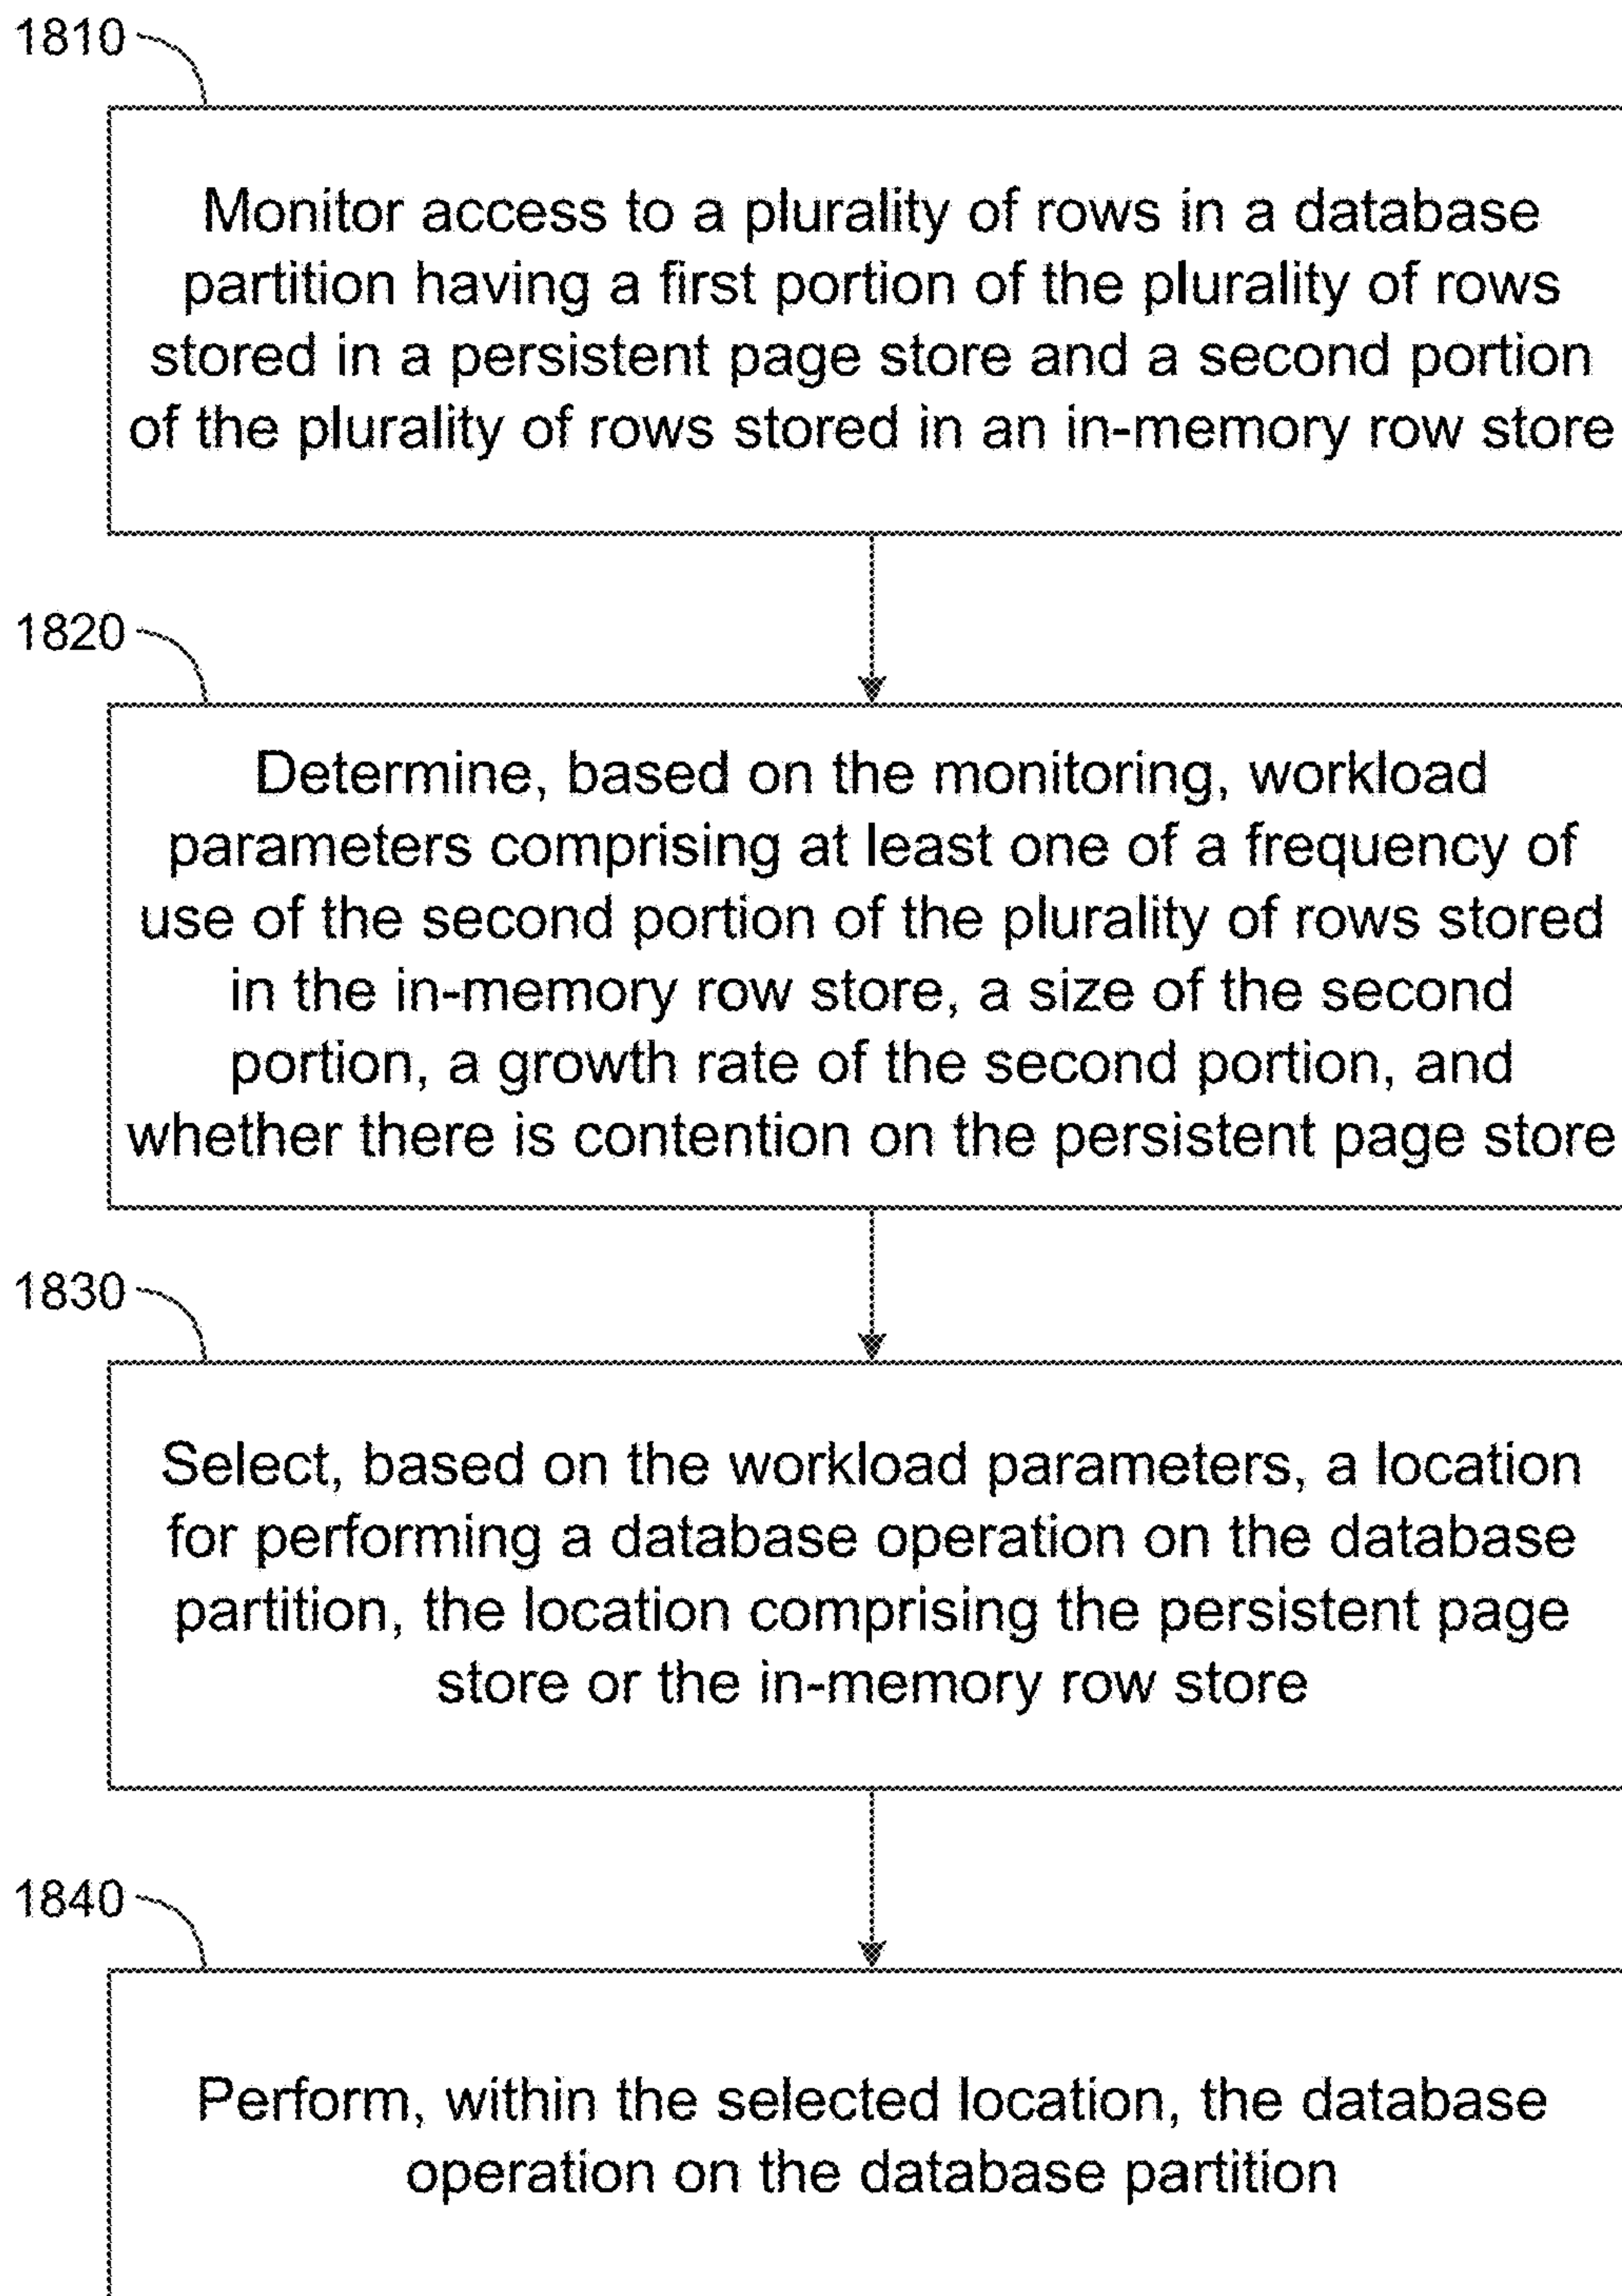 1810
Monitor access to a plurality of rows in a database
partition having a first portion of the plurality of rows
stored in a persistent page store and a second portion
of the plurality of rows stored in an in-memory row store
1820
Determine, based on the monitoring, workload
parameters comprising at least one of a frequency of
use of the second portion of the plurality of rows stored
in the in-memory row store, a size of the second
portion, a growth rate of the second portion, and
whether there is contention on the persistent page store
1830
Select, based on the workload parameters, a location
for performing a database operation on the database
partition, the location comprising the persistent page
store or the in-memory row store
1840
Perform, within the selected location, the database
operation on the database partition